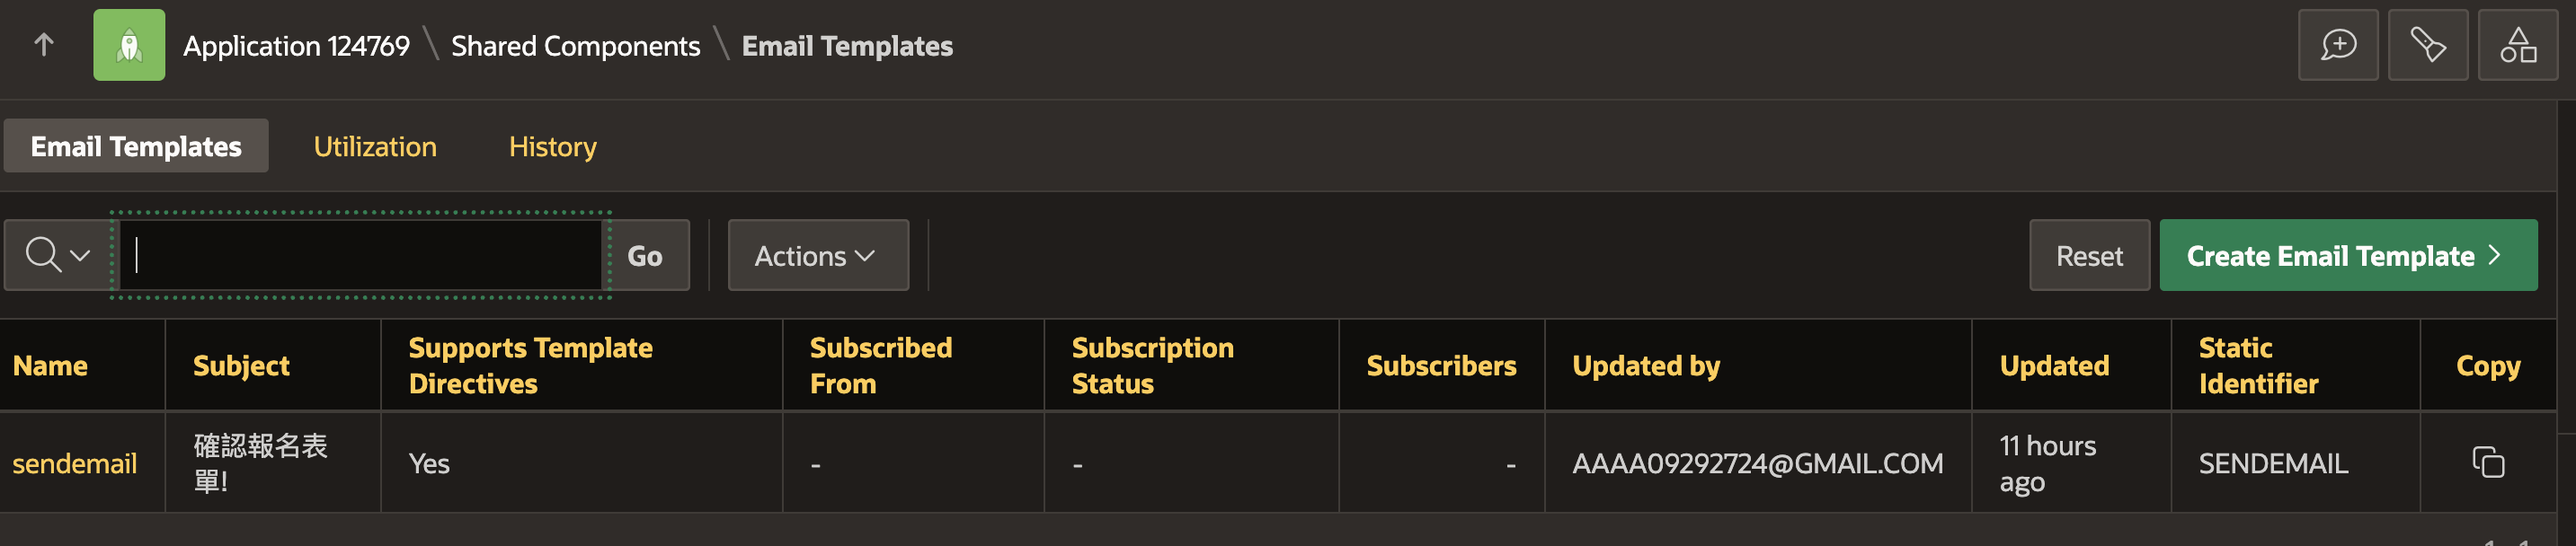 Application 124769 \ Shared Components \ Email Templates
Email Templates Utilization History
Go Actions Reset Create Email Template
Name Subject Supports Template Directives Subscribed From Subscription Status Subscribers Updated by Updated Static Identifier Copy
sendemail 確認報名表單! Yes - - - AAAA09292724@GMAIL.COM 11 hours ago SENDEMAIL